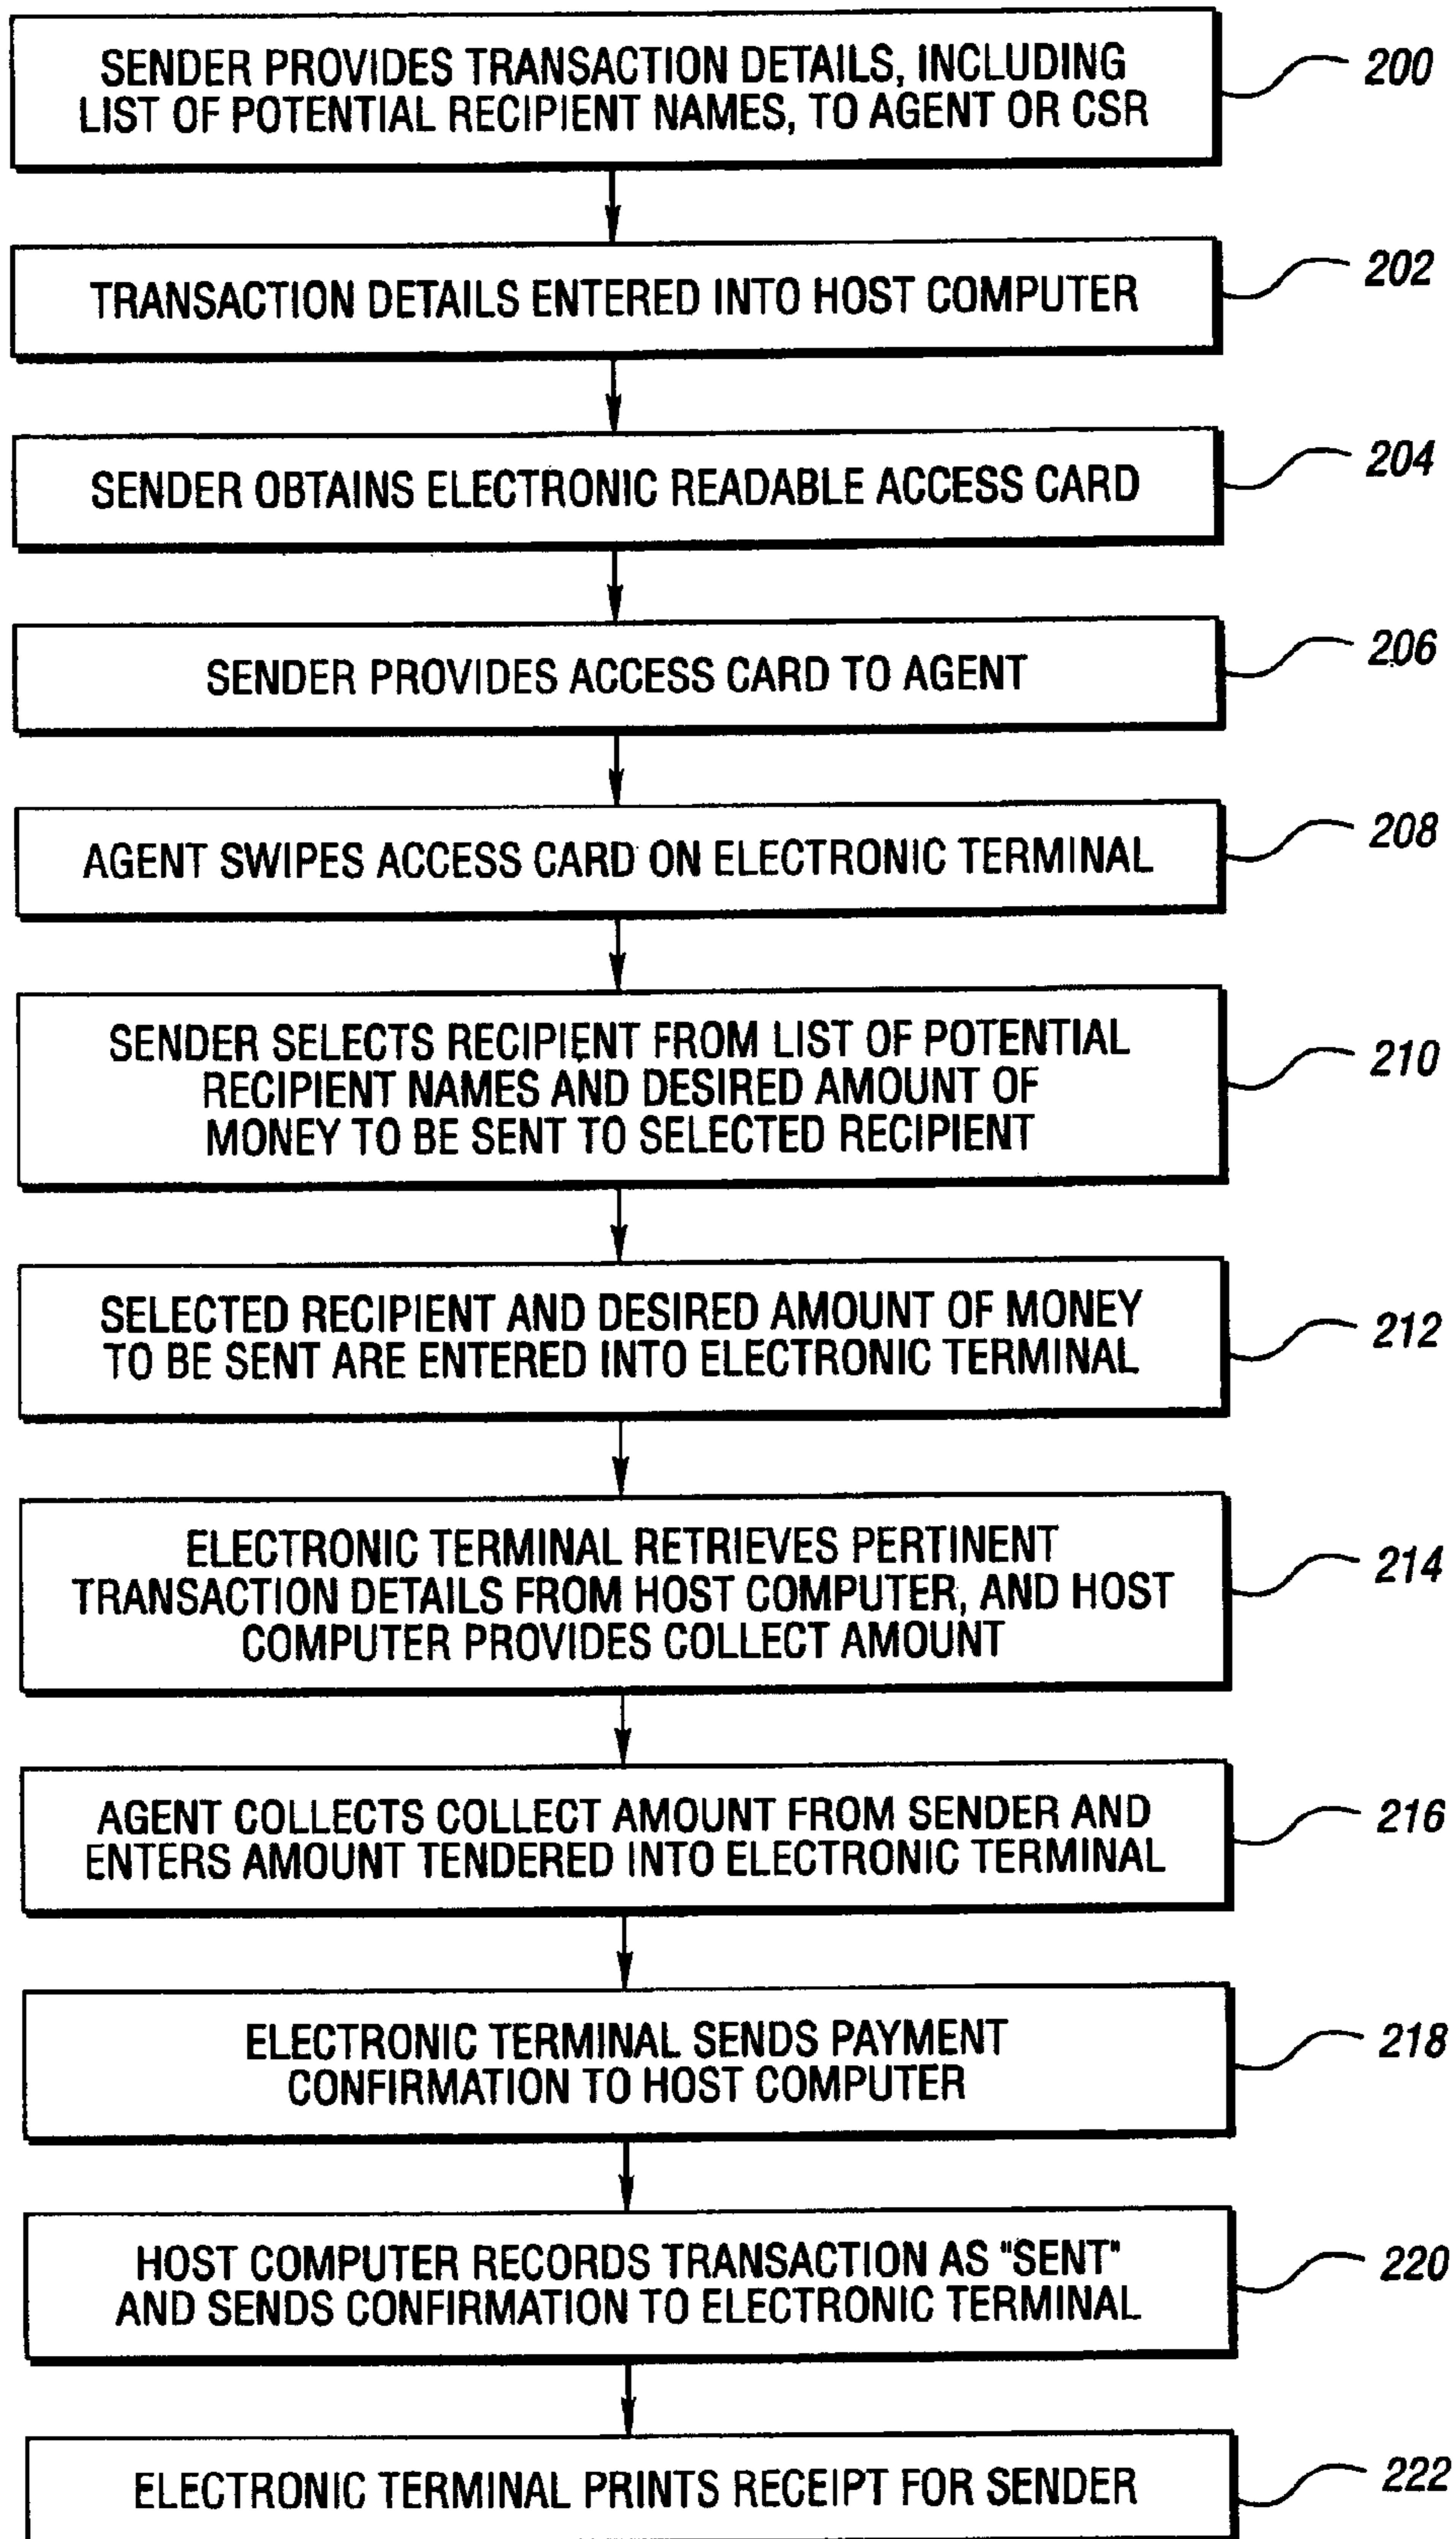 SENDER PROVIDES TRANSACTION DETAILS, INCLUDING
LIST OF POTENTIAL RECIPIENT NAMES, TO AGENT OR CSR
200
TRANSACTION DETAILS ENTERED INTO HOST COMPUTER
202
SENDER OBTAINS ELECTRONIC READABLE ACCESS CARD
204
SENDER PROVIDES ACCESS CARD TO AGENT
206
AGENT SWIPES ACCESS CARD ON ELECTRONIC TERMINAL
208
SENDER SELECTS RECIPIENT FROM LIST OF POTENTIAL
RECIPIENT NAMES AND DESIRED AMOUNT OF
MONEY TO BE SENT TO SELECTED RECIPIENT
210
SELECTED RECIPIENT AND DESIRED AMOUNT OF MONEY
TO BE SENT ARE ENTERED INTO ELECTRONIC TERMINAL
212
ELECTRONIC TERMINAL RETRIEVES PERTINENT
TRANSACTION DETAILS FROM HOST COMPUTER, AND HOST
COMPUTER PROVIDES COLLECT AMOUNT
214
AGENT COLLECTS COLLECT AMOUNT FROM SENDER AND
ENTERS AMOUNT TENDERED INTO ELECTRONIC TERMINAL
216
ELECTRONIC TERMINAL SENDS PAYMENT
CONFIRMATION TO HOST COMPUTER
218
HOST COMPUTER RECORDS TRANSACTION AS "SENT"
AND SENDS CONFIRMATION TO ELECTRONIC TERMINAL
220
ELECTRONIC TERMINAL PRINTS RECEIPT FOR SENDER
222